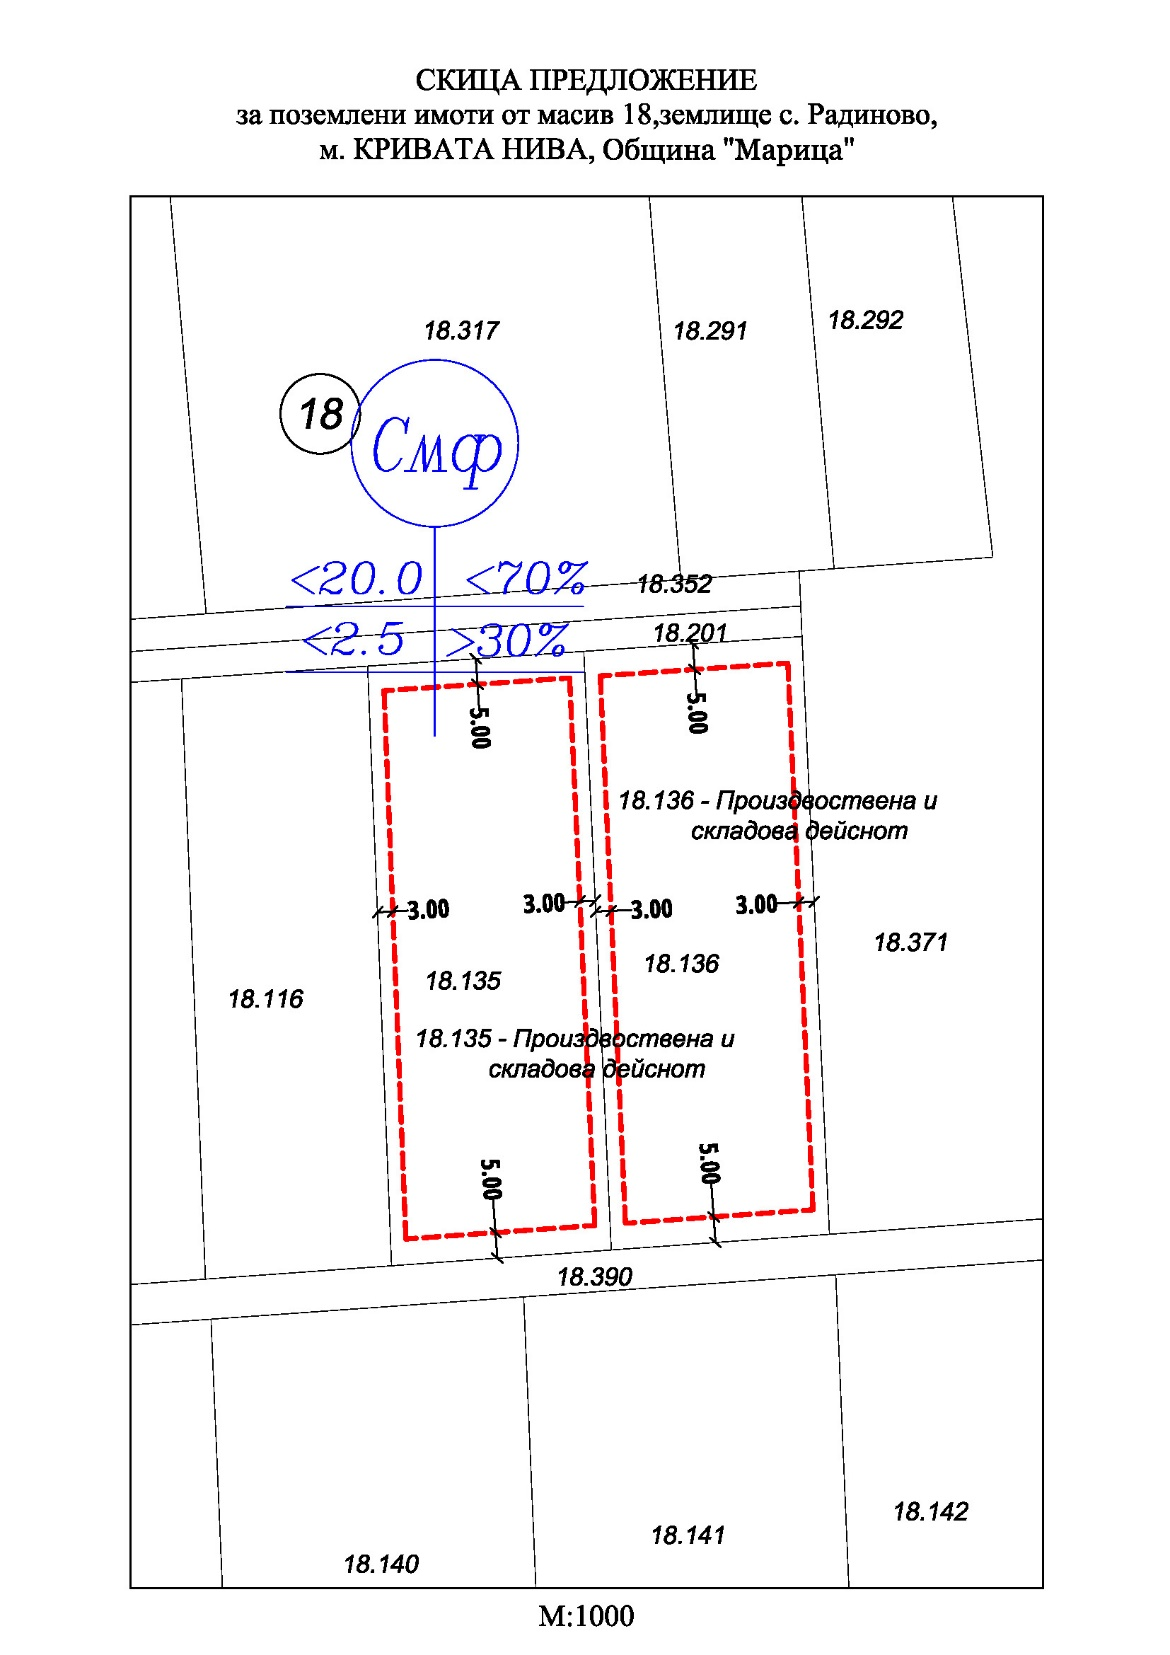 СКИЦА ПРЕДЛОЖЕНИЕ
за поземлени имоти от масив 18,землище с. Радиново,
м. КРИВАТА НИВА, Община "Марица"
18.317
18.291
18.292
18
Смф
<20.0 <70%
18.352
<2.5 >30%
18.201
5.00
5.00
18.136 - Произдвоствена и
складова дейснот
3.00
3.00
3.00
3.00
18.371
18.136
18.135
18.116
18.135 - Произдвоствена и
складова дейснот
5.00
5.00
18.390
18.142
18.141
18.140
М:1000